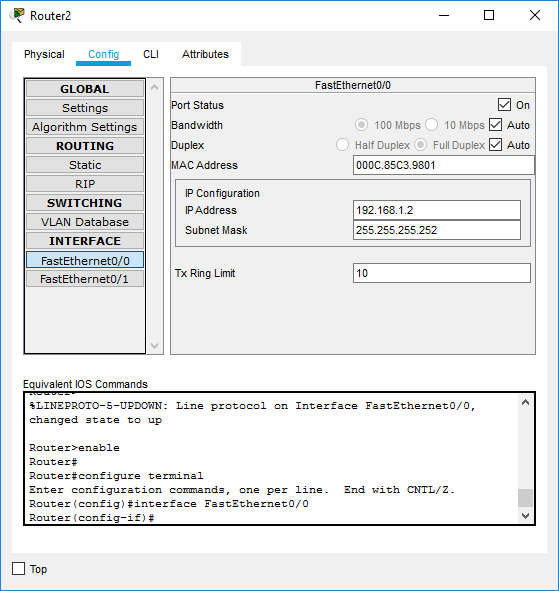 Router2
Physical Config CLI Attributes
GLOBAL
Settings
Algorithm Settings
ROUTING
Static
RIP
SWITCHING
VLAN Database
INTERFACE
FastEthernet0/0
FastEthernet0/1
FastEthernet0/0
Port Status On
Bandwidth 100 Mbps 10 Mbps Auto
Duplex Half Duplex Full Duplex Auto
MAC Address 000C.85C3.9801
IP Configuration
IP Address 192.168.1.2
Subnet Mask 255.255.255.252
Tx Ring Limit 10
Equivalent IOS Commands
Router>
%LINEPROTO-5-UPDOWN: Line protocol on Interface FastEthernet0/0,
changed state to up
Router>enable
Router#
Router#configure terminal
Enter configuration commands, one per line.  End with CNTL/Z.
Router(config)#interface FastEthernet0/0
Router(config-if)#
Top